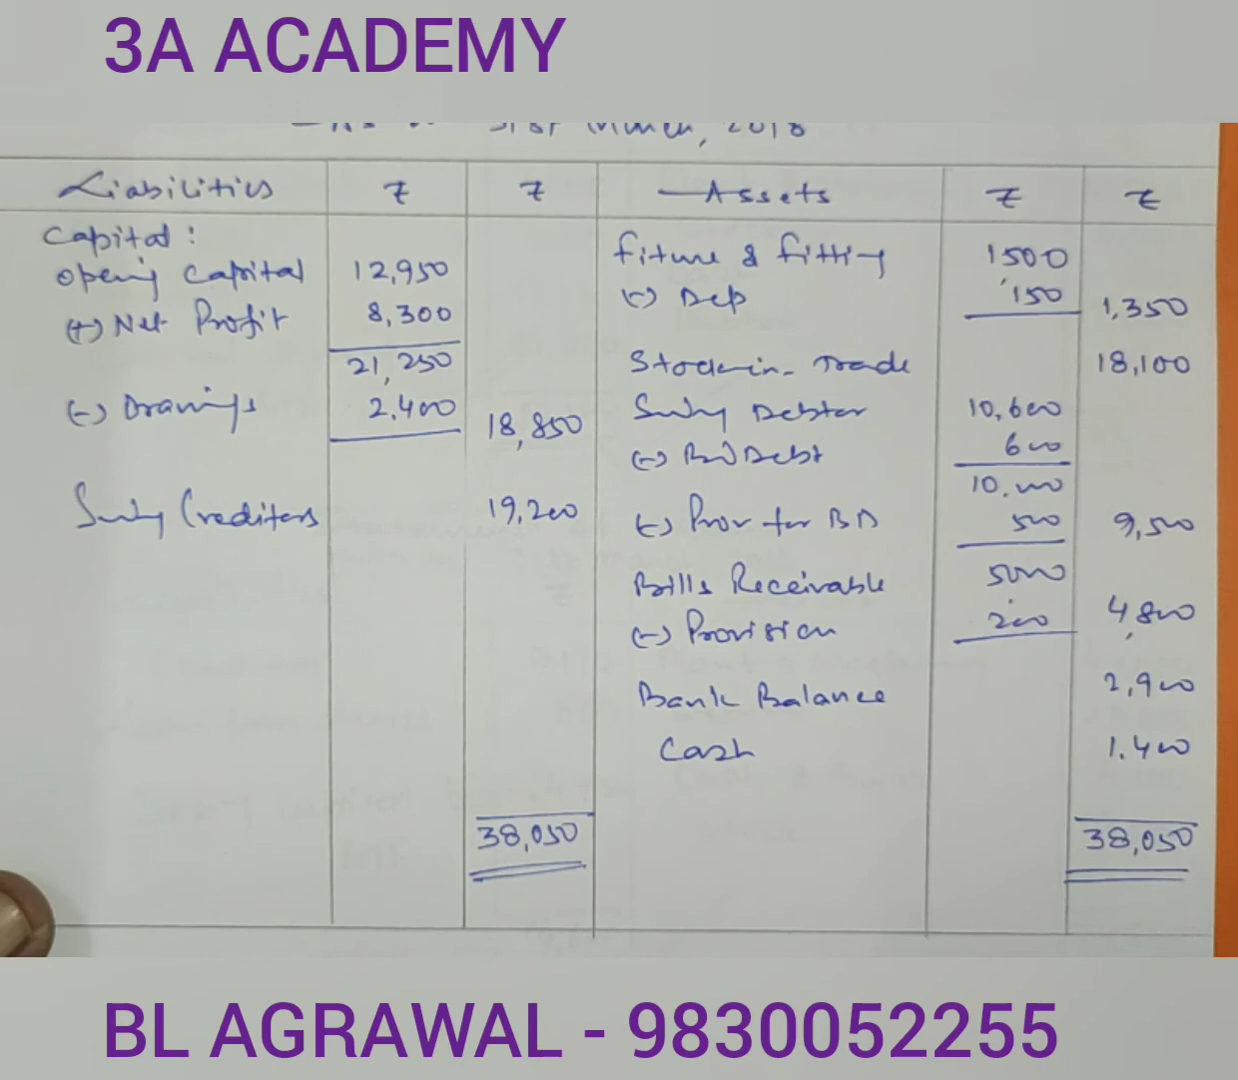 3A ACADEMY
31st March, 2018
Liabilities ₹ ₹ Assets ₹ ₹
Capital:
Opening Capital 12,950
(+) Net Profit 8,300
21,250
(-) Drawings 2,400 18,850
Sundry Creditors 19,200
38,050
Fiture & fitting 1500
(-) Dep 150 1,350
Stock-in-Trade 18,100
Sundry Debtor 10,600
(-) Bad Debt 600
10,000
(-) Prov for BD 500 9,500
Bills Receivable 5000
(-) Provision 200 4,800
Bank Balance 2,900
Cash 1,400
38,050
BL AGRAWAL - 9830052255